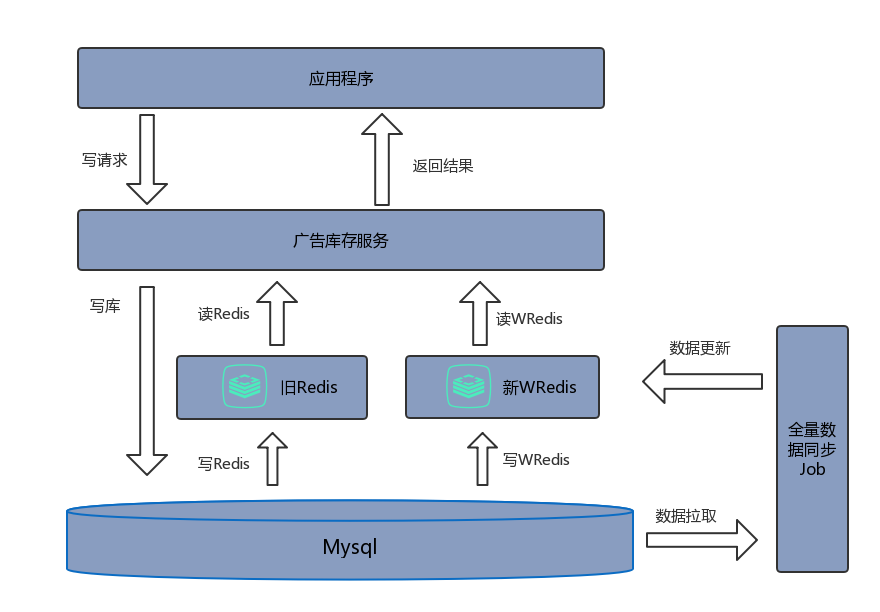 应用程序
写请求
返回结果
广告库存服务
写库
读Redis
读WRedis
数据更新
旧Redis
新WRedis
全量数
据同步
Job
写Redis
写WRedis
数据拉取
Mysql